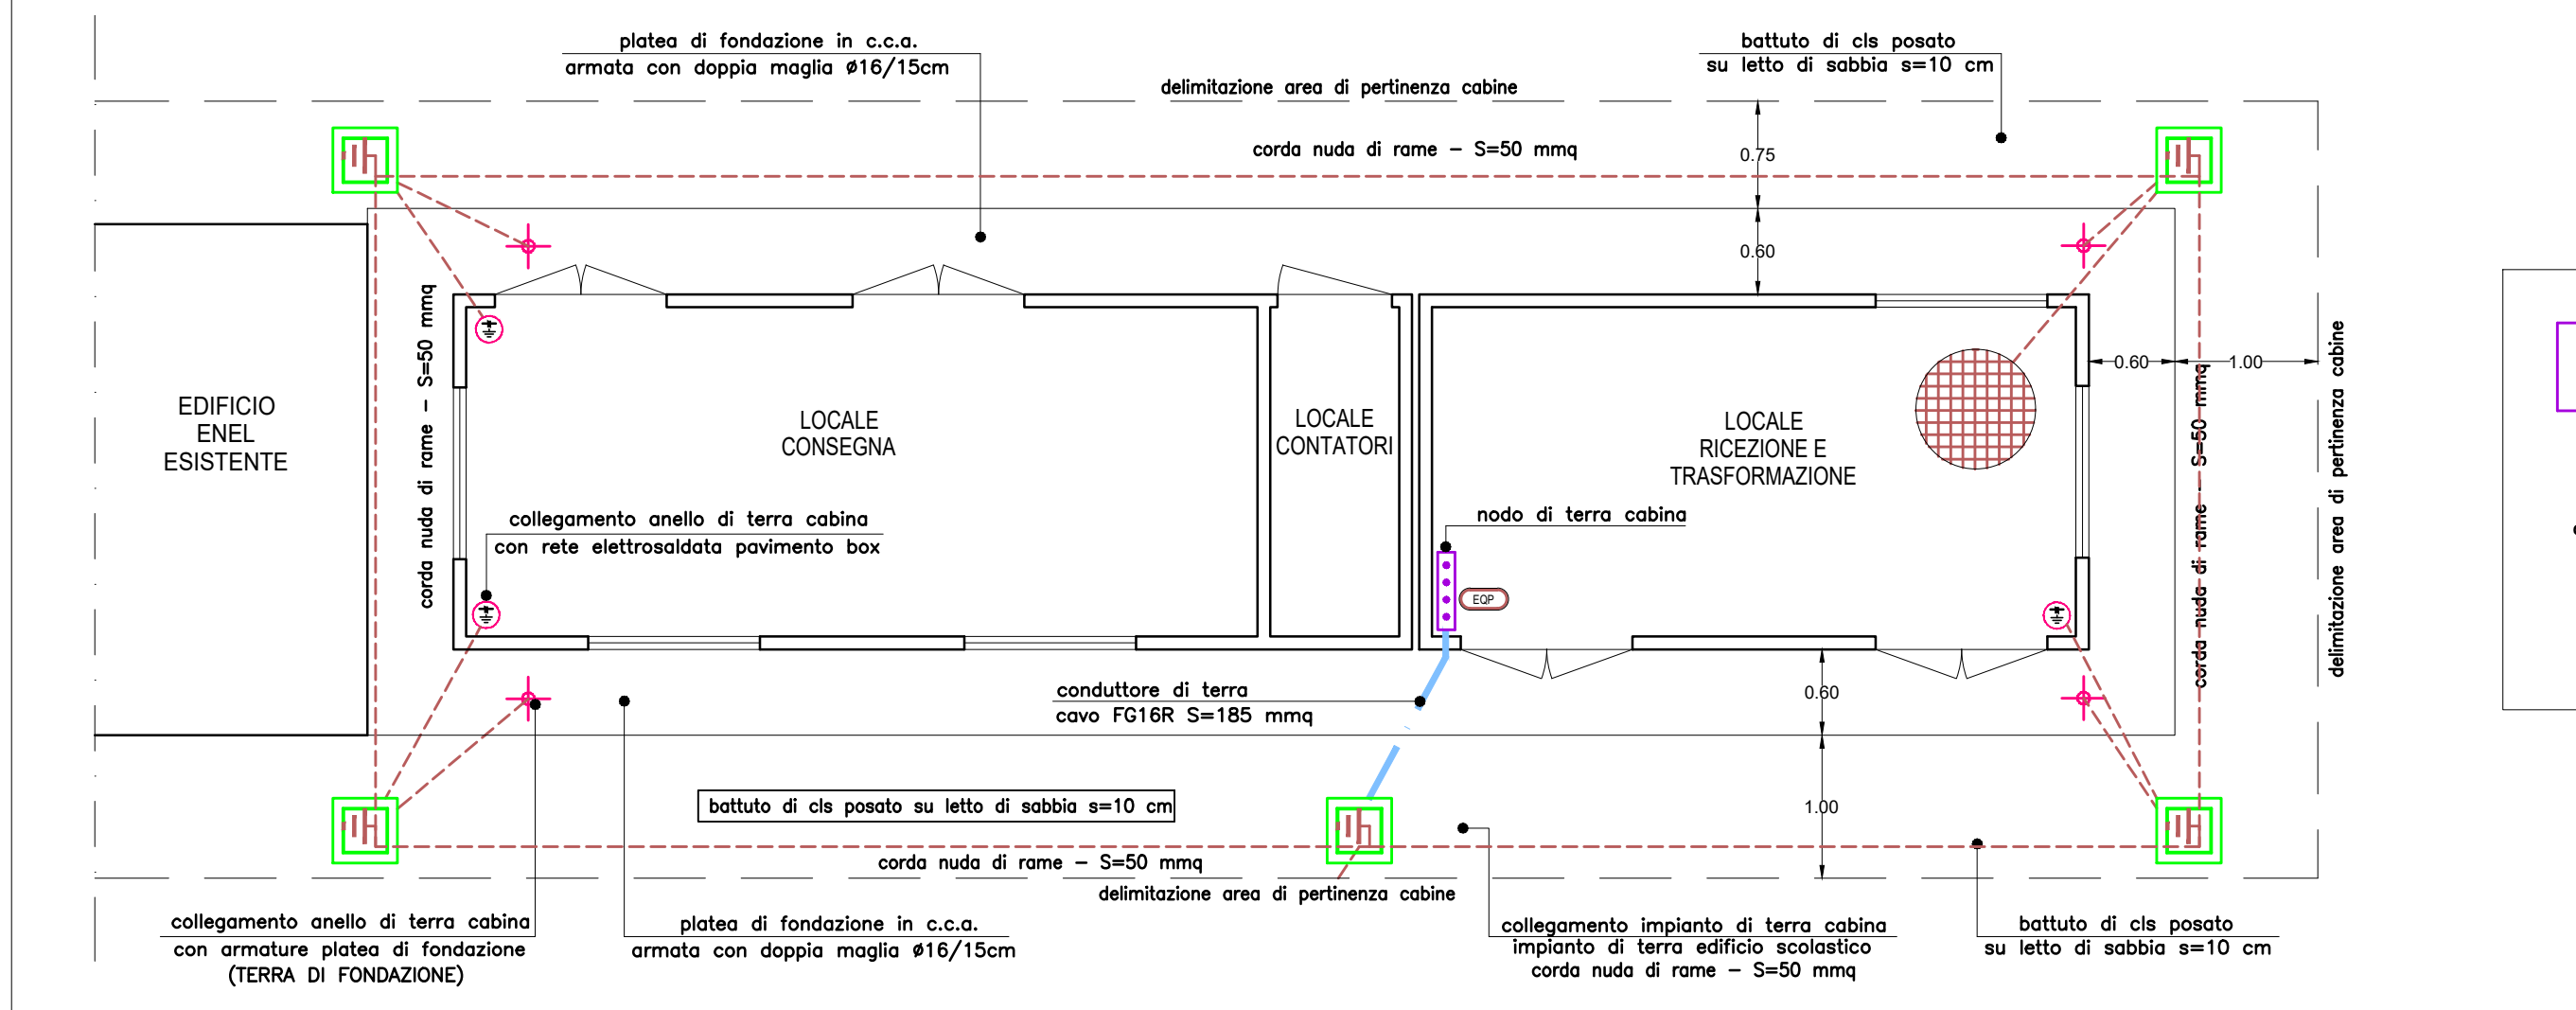 platea di fondazione in c.c.a.
armata con doppia maglia ø16/15cm
battuto di cls posato
su letto di sabbia s=10 cm
delimitazione area di pertinenza cabine
corda nuda di rame – S=50 mmq
0.75
0.60
corda nuda di rame – S=50 mmq
EDIFICIO
ENEL
ESISTENTE
LOCALE
CONSEGNA
LOCALE
CONTATORI
LOCALE
RICEZIONE E
TRASFORMAZIONE
0.60
1.00
corda nuda di rame – S=50 mmq
delimitazione area di pertinenza cabine
collegamento anello di terra cabina
con rete elettrosaldata pavimento box
nodo di terra cabina
EQP
conduttore di terra
cavo FG16R S=185 mmq
0.60
1.00
battuto di cls posato su letto di sabbia s=10 cm
corda nuda di rame – S=50 mmq
delimitazione area di pertinenza cabine
collegamento anello di terra cabina
con armature platea di fondazione
(TERRA DI FONDAZIONE)
platea di fondazione in c.c.a.
armata con doppia maglia ø16/15cm
collegamento impianto di terra cabina
impianto di terra edificio scolastico
corda nuda di rame – S=50 mmq
battuto di cls posato
su letto di sabbia s=10 cm